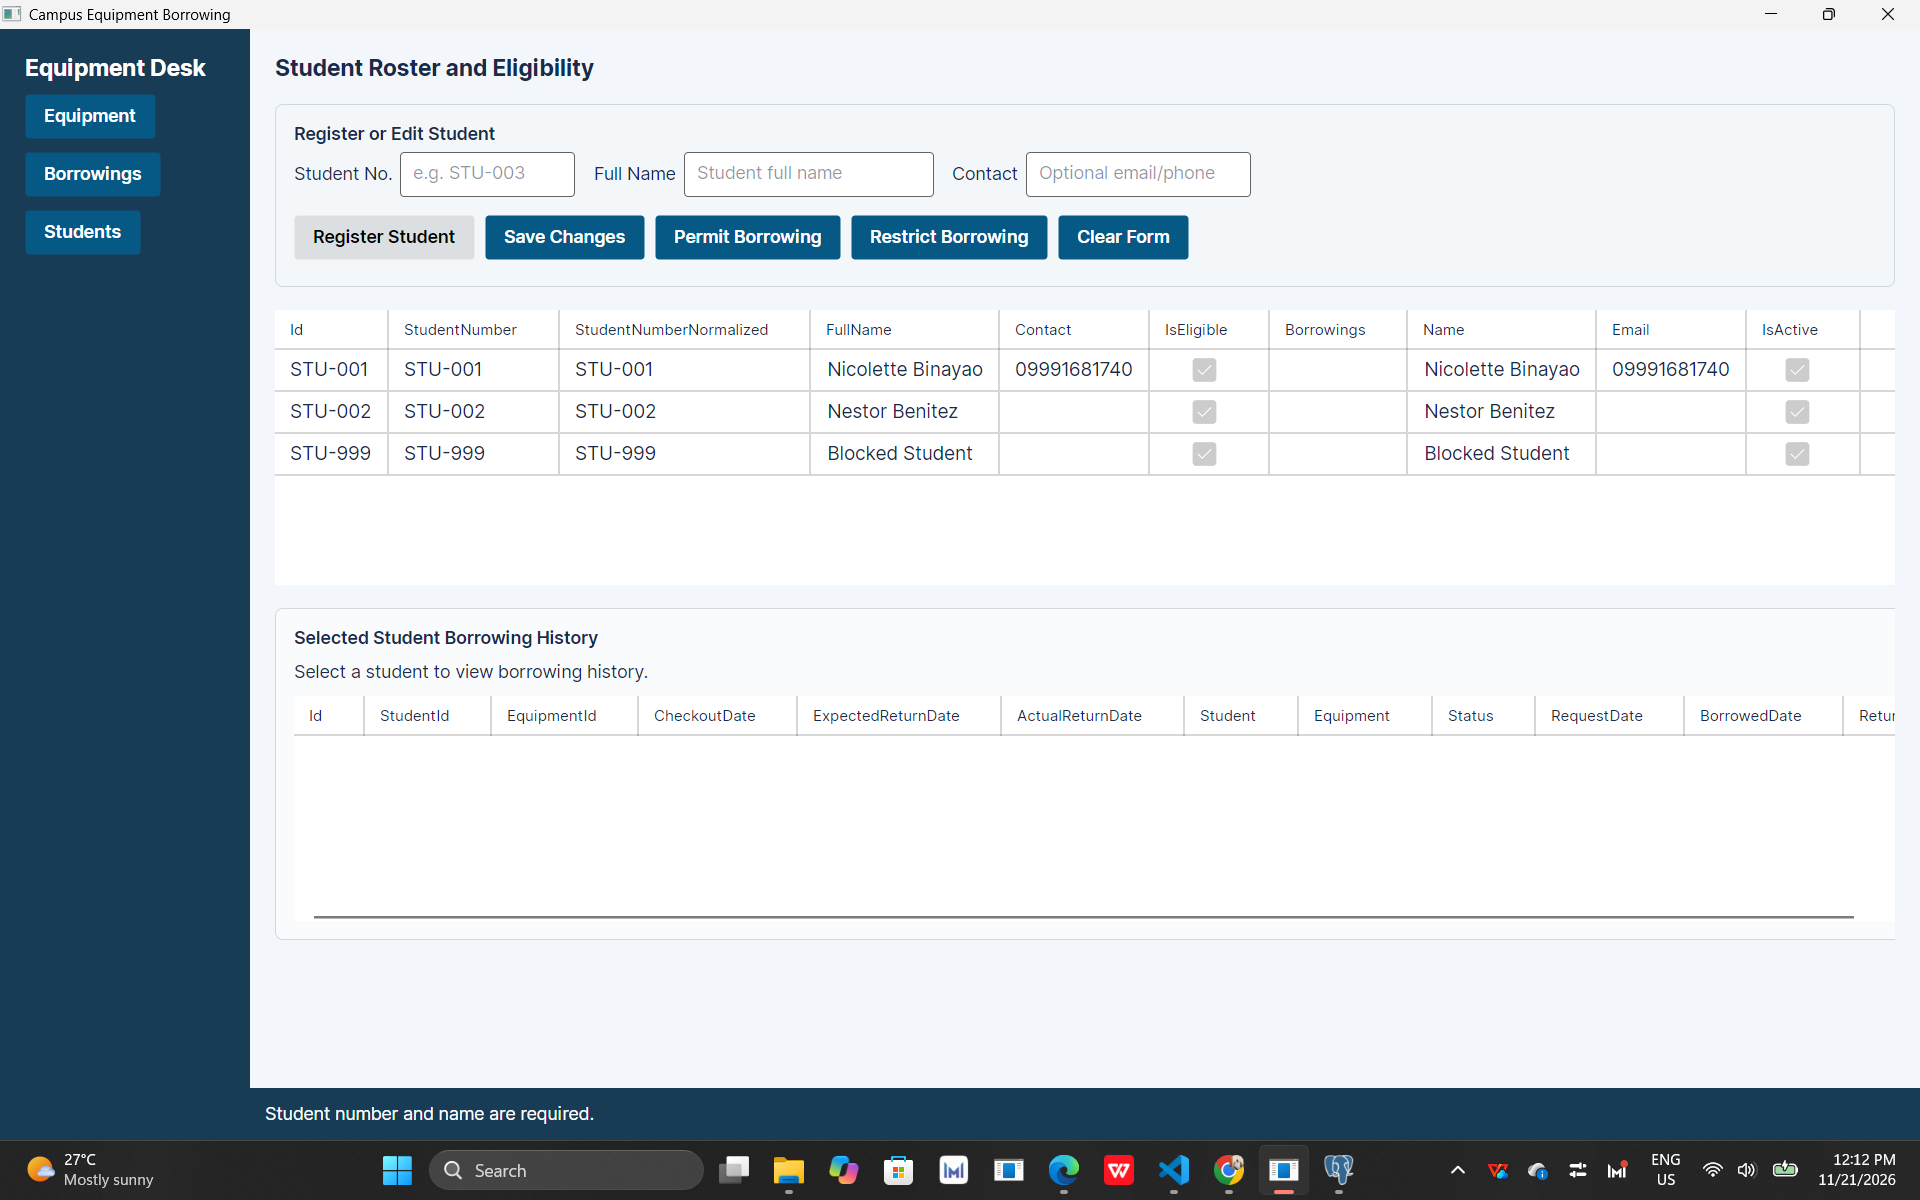 Campus Equipment Borrowing
Equipment Desk
Equipment
Borrowings
Students
Student Roster and Eligibility
Register or Edit Student
Student No. e.g. STU-003 Full Name Student full name Contact Optional email/phone
Register Student Save Changes Permit Borrowing Restrict Borrowing Clear Form
Id StudentNumber StudentNumberNormalized FullName Contact IsEligible Borrowings Name Email IsActive
STU-001 STU-001 STU-001 Nicolette Binayao 09991681740 Nicolette Binayao 09991681740
STU-002 STU-002 STU-002 Nestor Benitez Nestor Benitez
STU-999 STU-999 STU-999 Blocked Student Blocked Student
Selected Student Borrowing History
Select a student to view borrowing history.
Id StudentId EquipmentId CheckoutDate ExpectedReturnDate ActualReturnDate Student Equipment Status RequestDate BorrowedDate Retur
Student number and name are required.
27°C
Mostly sunny
Search
ENG
US
12:12 PM
11/21/2026